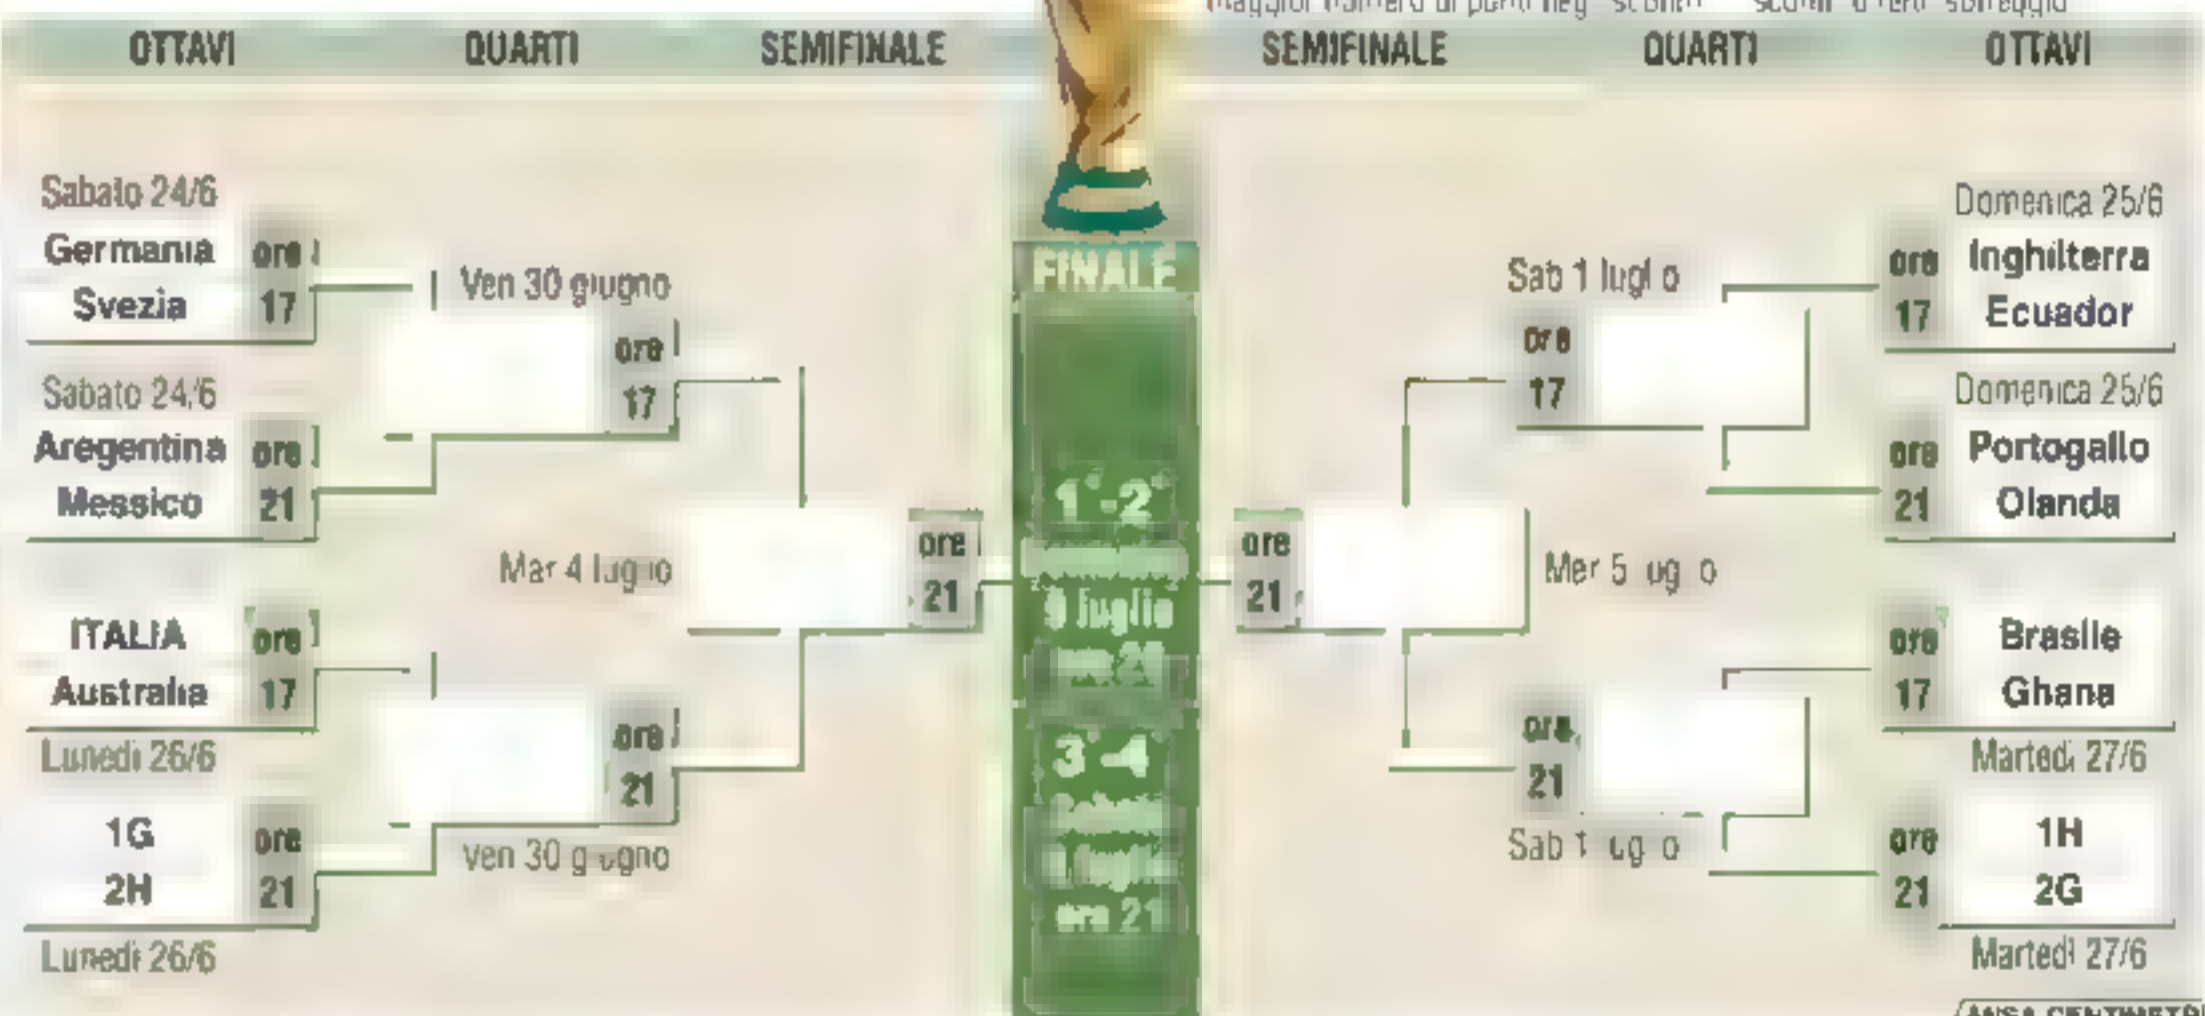 OTTAVI QUARTI SEMIFINALE SEMIFINALE QUARTI OTTAVI
Sabato 24/6
Germania ore
Svezia 17
Sabato 24/6
Aregentina ore
Messico 21
ITALIA ore
Australia 17
Lunedì 26/6
1G ore
2H 21
Lunedì 26/6
Ven 30 giugno
ore
17
Mar 4 luglio
ore
21
ore
21
Ven 30 giugno
FINALE
1°-2°
9 luglio
3°-4°
ore 21
Sab 1 luglio
ore
17
ore
21
Mer 5 luglio
ore
21
Sab 1 luglio
Domenica 25/6
ore Inghilterra
17 Ecuador
Domenica 25/6
ore Portogallo
21 Olanda
ore Brasile
17 Ghana
Martedì 27/6
ore 1H
21 2G
Martedì 27/6